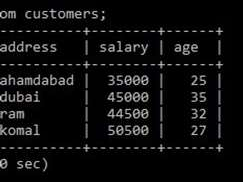 om customers;
--------+--------+------+
address | salary | age |
--------+--------+------+
ahamdabad | 35000 | 25 |
dubai | 45000 | 35 |
ram | 44500 | 32 |
komal | 50500 | 27 |
--------+--------+------+
0 sec)